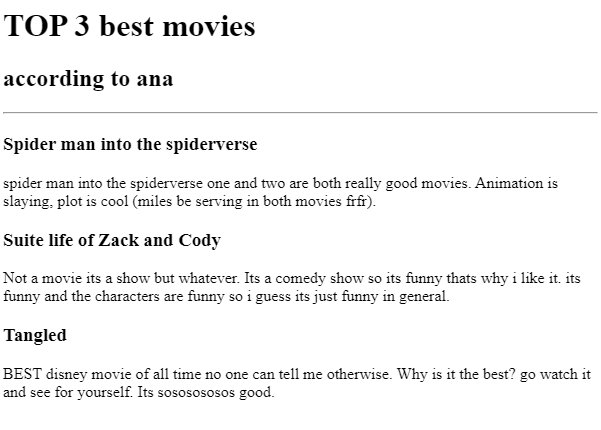 TOP 3 best movies
according to ana
Spider man into the spiderverse
spider man into the spiderverse one and two are both really good movies. Animation is
slaying, plot is cool (miles be serving in both movies frfr).
Suite life of Zack and Cody
Not a movie its a show but whatever. Its a comedy show so its funny thats why i like it. its
funny and the characters are funny so i guess its just funny in general.
Tangled
BEST disney movie of all time no one can tell me otherwise. Why is it the best? go watch it
and see for yourself. Its sosososososos good.